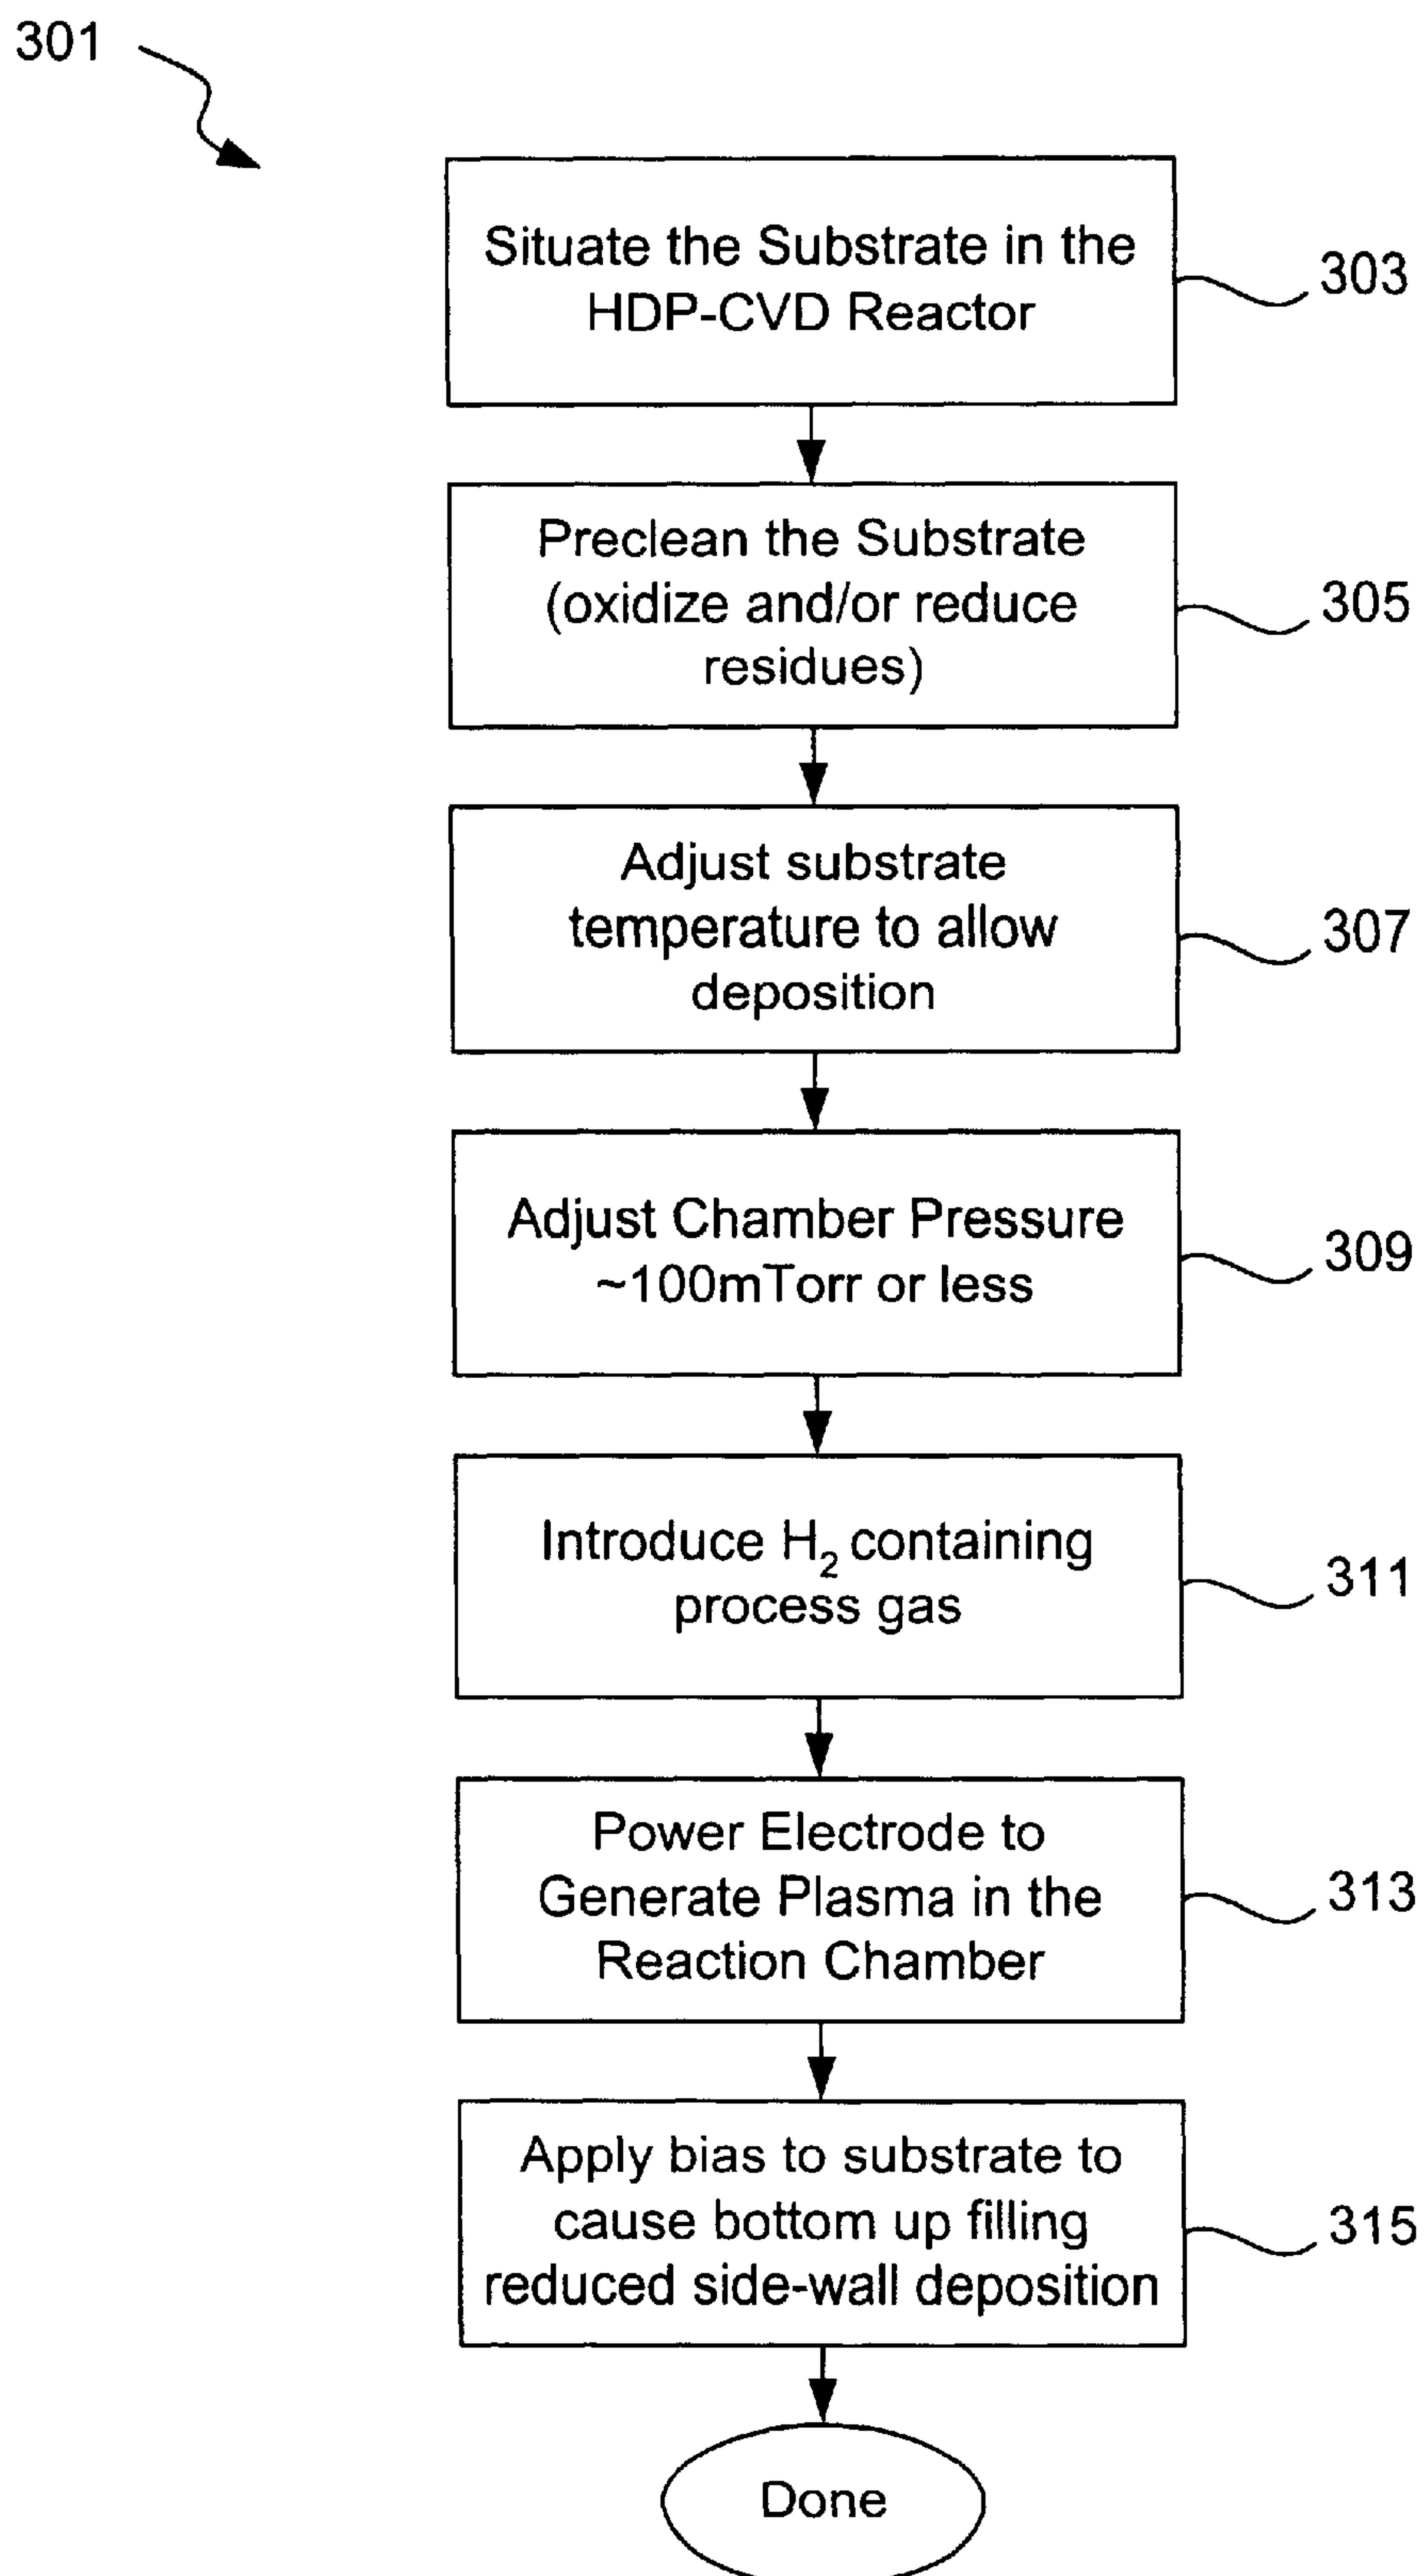 301
Situate the Substrate in the
HDP-CVD Reactor
303
Preclean the Substrate
(oxidize and/or reduce
residues)
305
Adjust substrate
temperature to allow
deposition
307
Adjust Chamber Pressure
~100mTorr or less
309
Introduce H₂ containing
process gas
311
Power Electrode to
Generate Plasma in the
Reaction Chamber
313
Apply bias to substrate to
cause bottom up filling
reduced side-wall deposition
315
Done